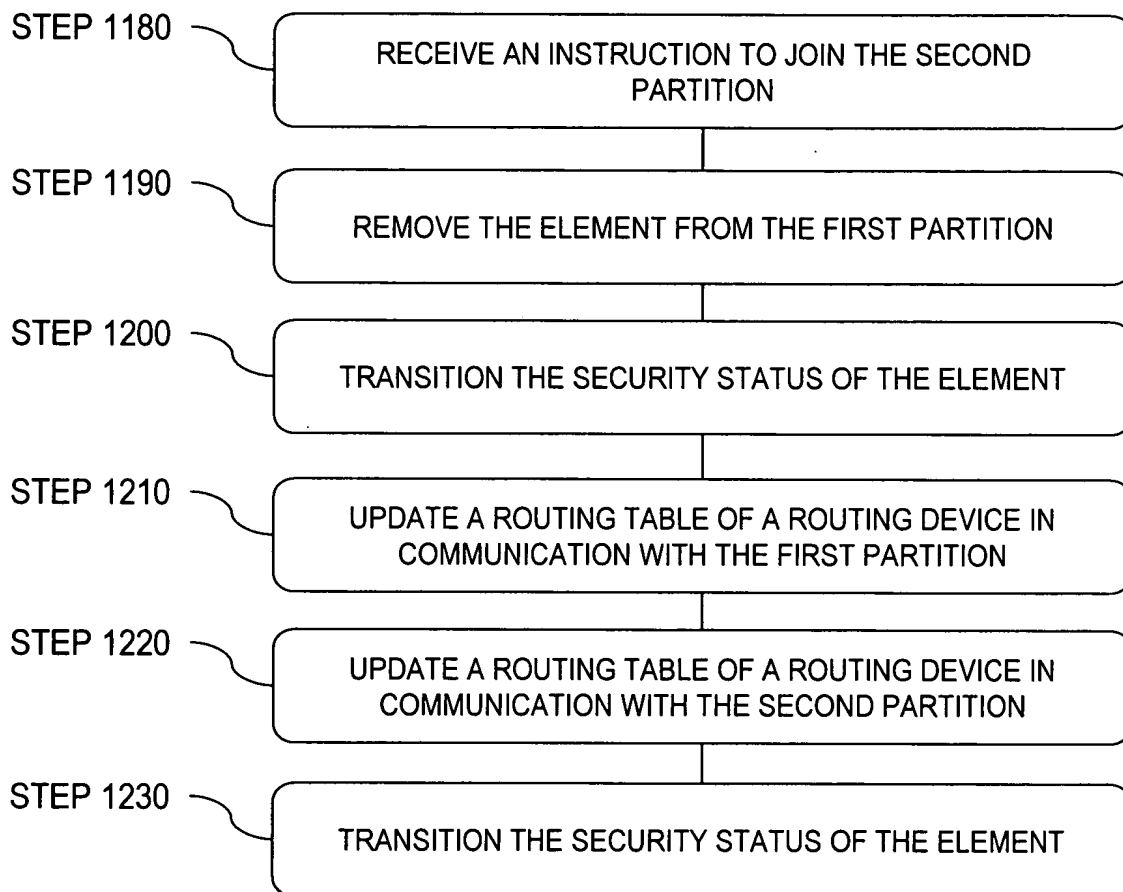 STEP 1180
RECEIVE AN INSTRUCTION TO JOIN THE SECOND
PARTITION
STEP 1190
REMOVE THE ELEMENT FROM THE FIRST PARTITION
STEP 1200
TRANSITION THE SECURITY STATUS OF THE ELEMENT
STEP 1210
UPDATE A ROUTING TABLE OF A ROUTING DEVICE IN
COMMUNICATION WITH THE FIRST PARTITION
STEP 1220
UPDATE A ROUTING TABLE OF A ROUTING DEVICE IN
COMMUNICATION WITH THE SECOND PARTITION
STEP 1230
TRANSITION THE SECURITY STATUS OF THE ELEMENT